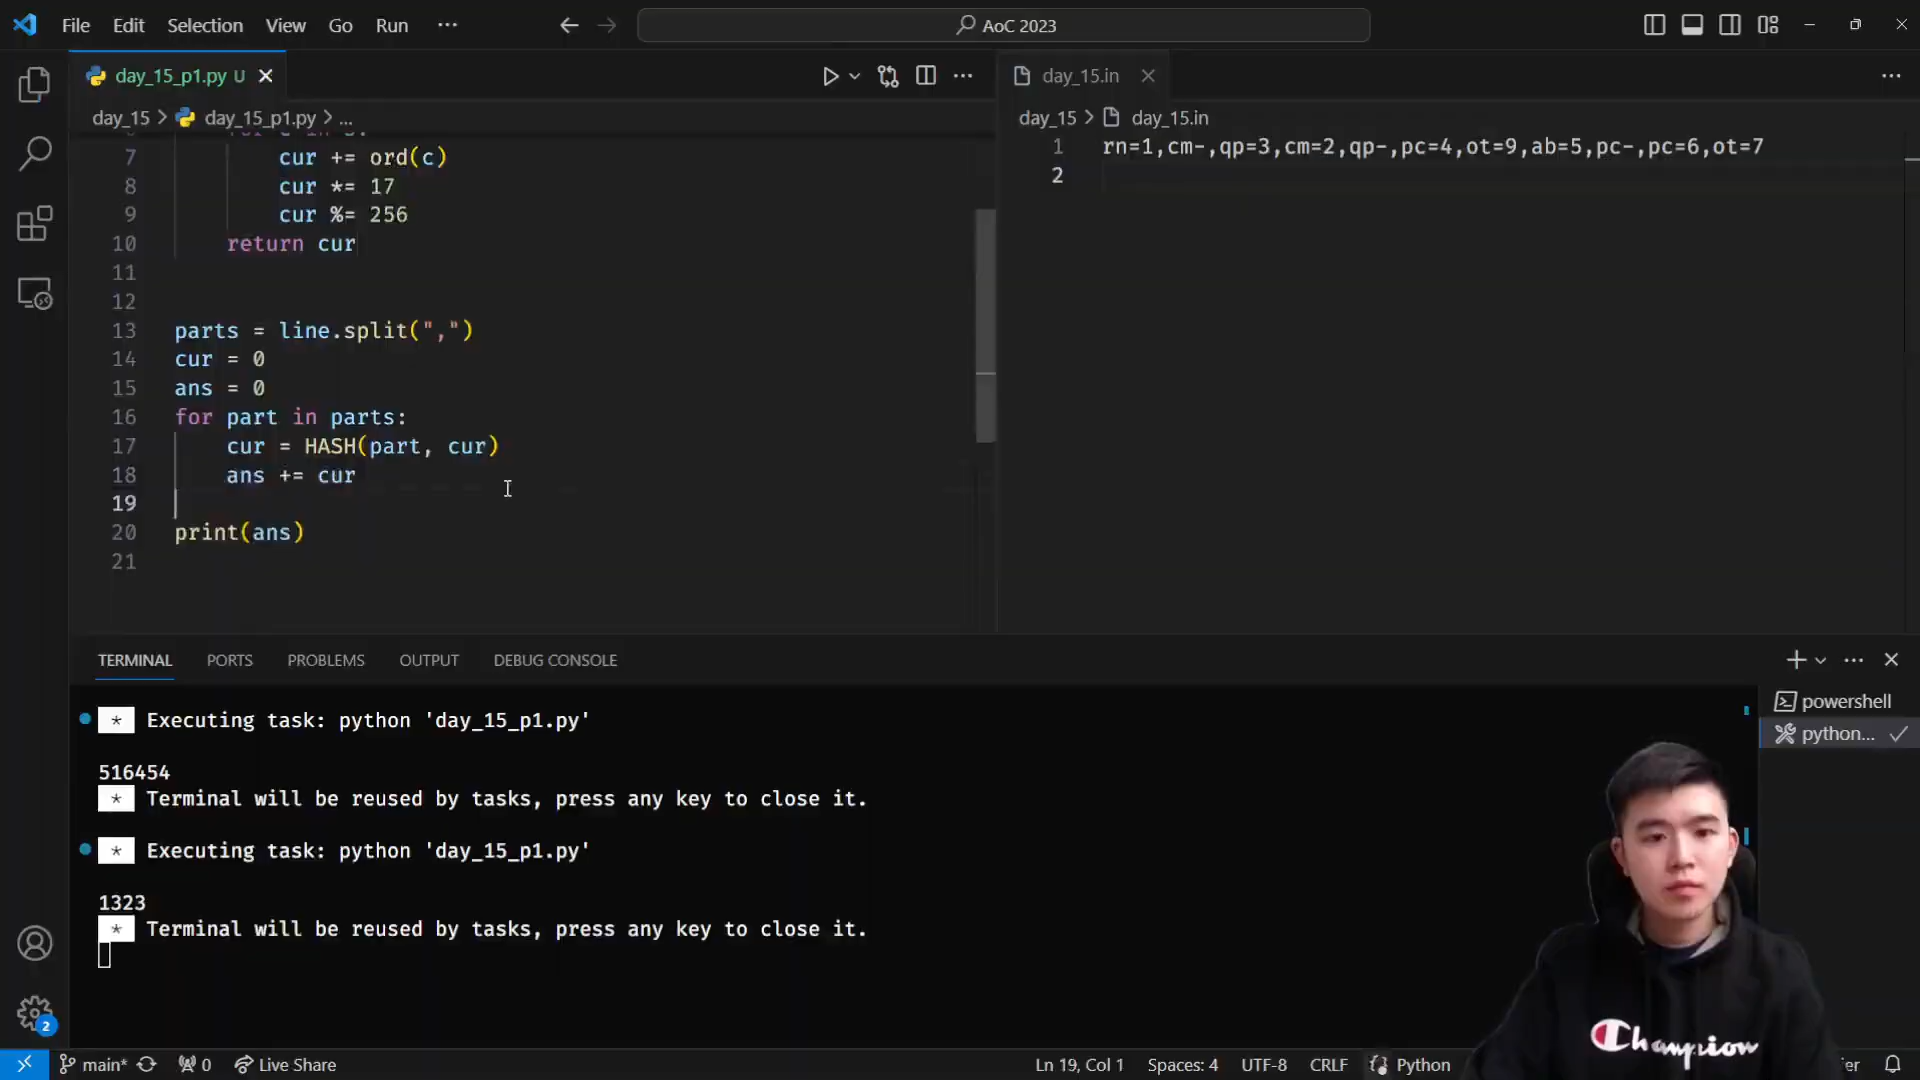 File Edit Selection View Go Run ··· AoC 2023
day_15_p1.py U
day_15.in
day_15 > day_15_p1.py > ...
day_15 > day_15.in
7 cur += ord(c)
8 cur *= 17
9 cur %= 256
10 return cur
11
12
13 parts = line.split(",")
14 cur = 0
15 ans = 0
16 for part in parts:
17 cur = HASH(part, cur)
18 ans += cur
19
20 print(ans)
21
1 rn=1,cm-,qp=3,cm=2,qp-,pc=4,ot=9,ab=5,pc-,pc=6,ot=7
2
TERMINAL PORTS PROBLEMS OUTPUT DEBUG CONSOLE
* Executing task: python 'day_15_p1.py'
516454
* Terminal will be reused by tasks, press any key to close it.
* Executing task: python 'day_15_p1.py'
1323
* Terminal will be reused by tasks, press any key to close it.
powershell
python...
Champion
2
main* 0 Live Share Ln 19, Col 1 Spaces: 4 UTF-8 CRLF Python